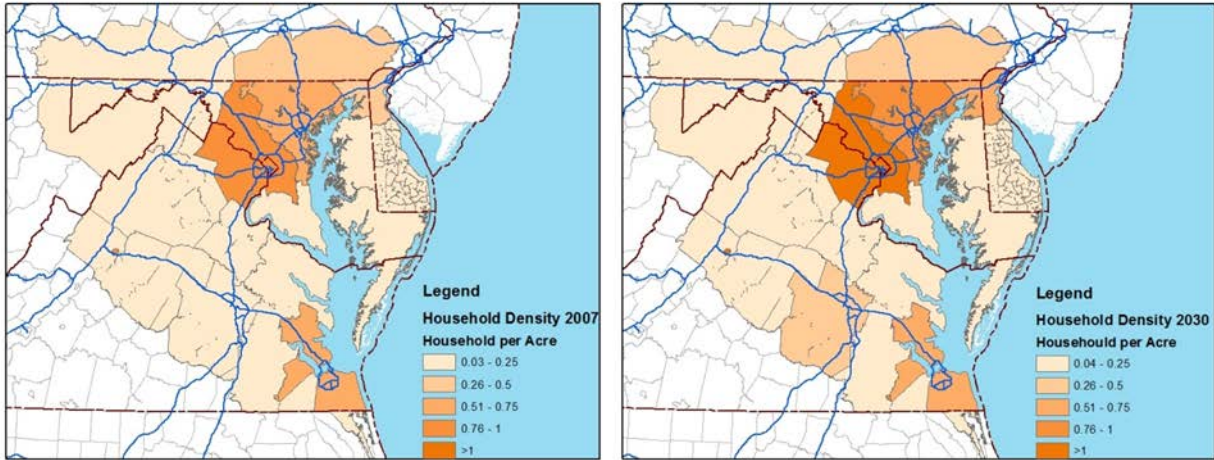 Legend
Household Density 2007
Household per Acre
0.03 - 0.25
0.26 - 0.5
0.51 - 0.75
0.76 - 1
>1
Legend
Household Density 2030
Househould per Acre
0.04 - 0.25
0.26 - 0.5
0.51 - 0.75
0.76 - 1
>1